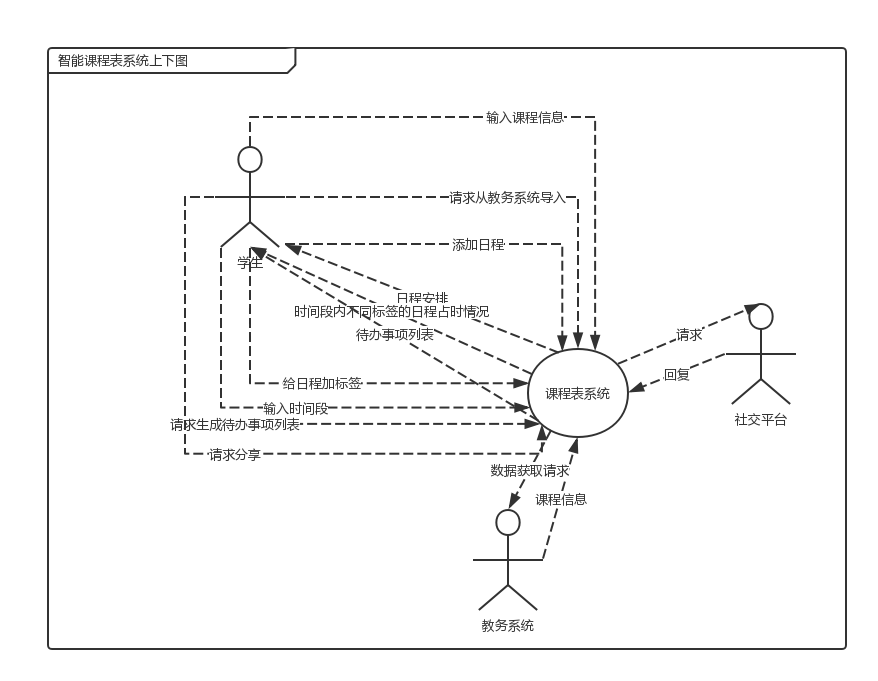 智能课程表系统上下图
输入课程信息
请求从教务系统导入
添加日程
学生
日程安排
时间段内不同标签的日程占时情况
待办事项列表
请求
回复
给日程加标签
课程表系统
输入时间段
社交平台
请求生成待办事项列表
请求分享
数据获取请求
课程信息
教务系统